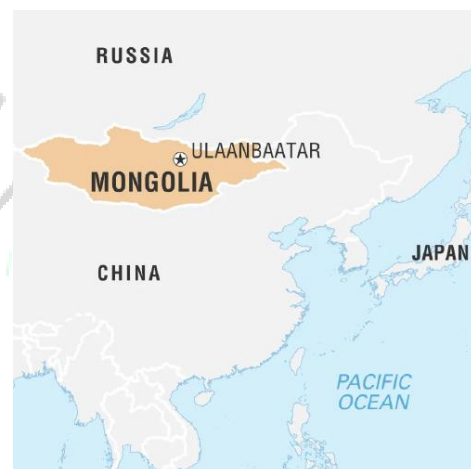 RUSSIA
ULAANBAATAR
MONGOLIA
JAPAN
CHINA
PACIFIC
OCEAN